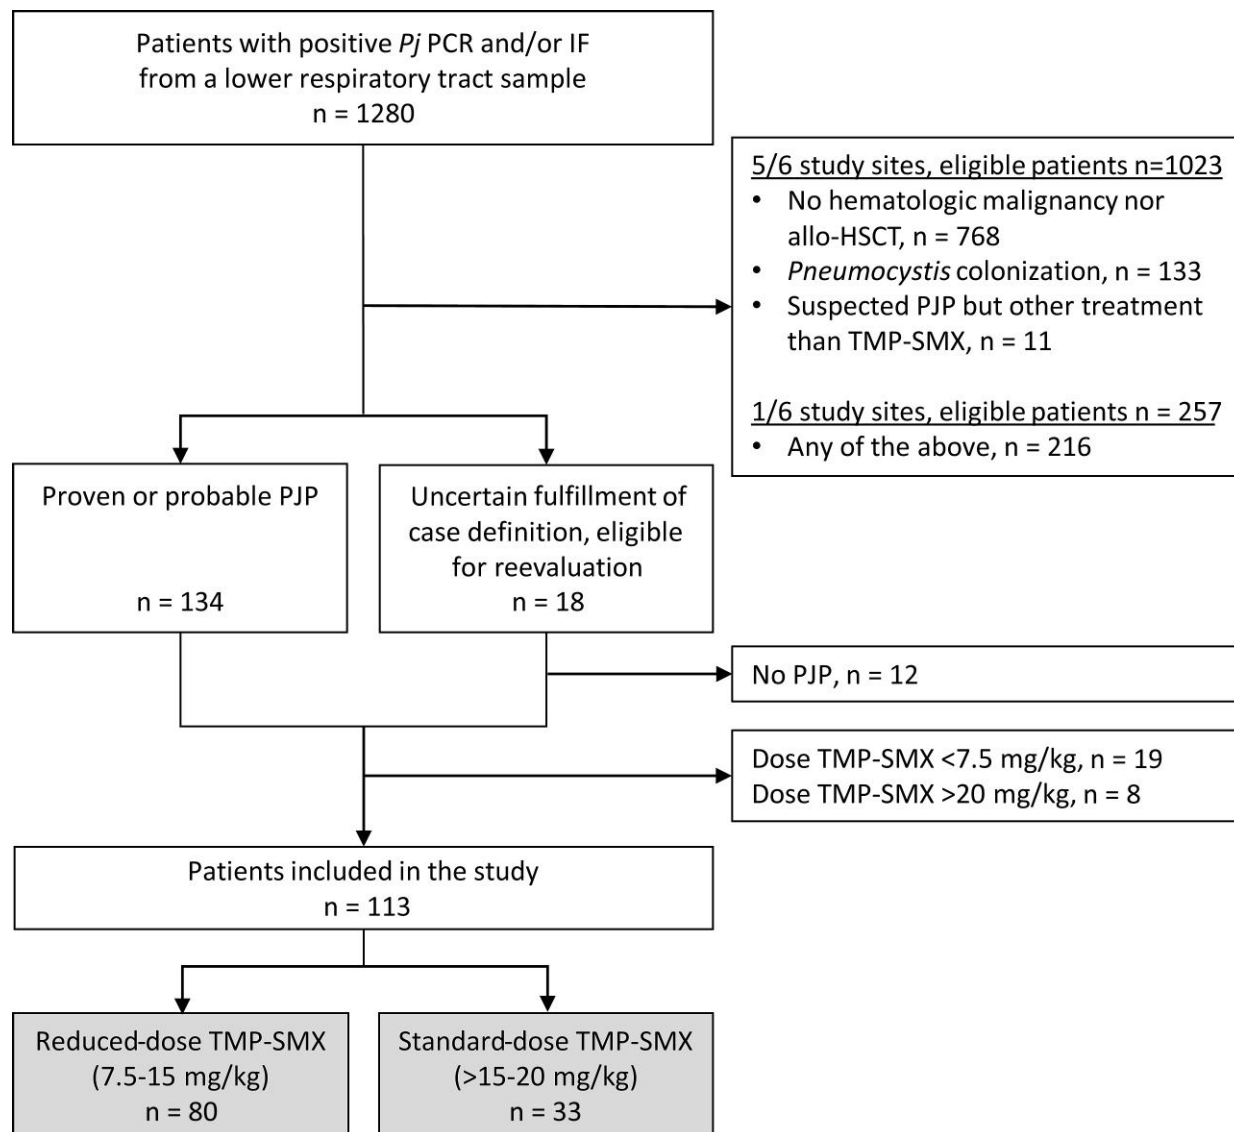 Patients with positive Pj PCR and/or IF
from a lower respiratory tract sample
n = 1280
5/6 study sites, eligible patients n=1023
• No hematologic malignancy nor
allo-HSCT, n = 768
• Pneumocystis colonization, n = 133
• Suspected PJP but other treatment
than TMP-SMX, n = 11
1/6 study sites, eligible patients n = 257
• Any of the above, n = 216
Proven or probable PJP
n = 134
Uncertain fulfillment of
case definition, eligible
for reevaluation
n = 18
No PJP, n = 12
Dose TMP-SMX <7.5 mg/kg, n = 19
Dose TMP-SMX >20 mg/kg, n = 8
Patients included in the study
n = 113
Reduced-dose TMP-SMX
(7.5-15 mg/kg)
n = 80
Standard-dose TMP-SMX
(>15-20 mg/kg)
n = 33